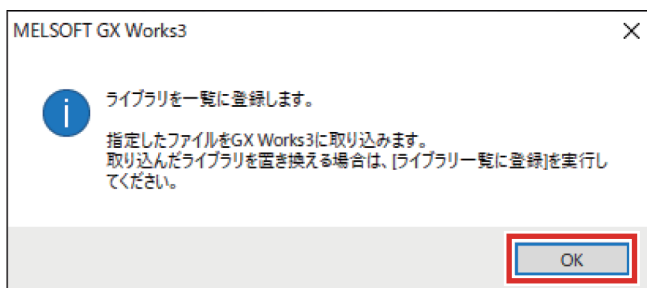 MELSOFT GX Works3
ライブラリを一覧に登録します。
指定したファイルをGX Works3に取り込みます。
取り込んだライブラリを置き換える場合は、[ライブラリ一覧に登録]を実行し
てください。
OK